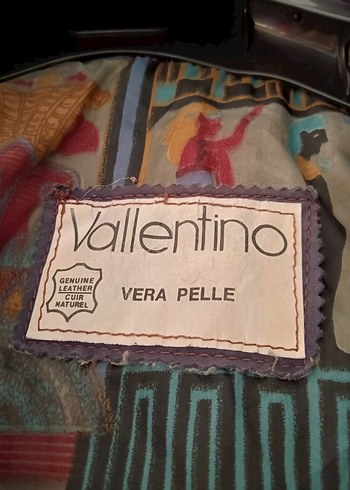 Vallentino
GENUINE
LEATHER
CUIR
NATUREL
VERA PELLE